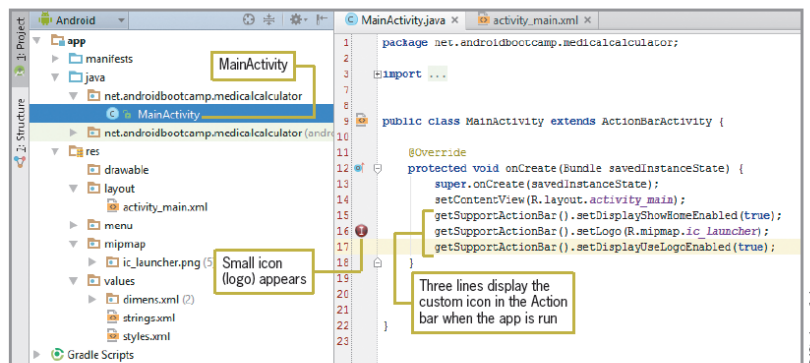 Android
MainActivity.java ×
activity_main.xml ×
1: Project
Structure
app
manifests
java
net.androidbootcamp.medicalcalculator
MainActivity
net.androidbootcamp.medicalcalculator (andro
res
drawable
layout
activity_main.xml
menu
mipmap
ic_launcher.png (5
values
dimens.xml (2)
strings.xml
styles.xml
Gradle Scripts
MainActivity
Small icon
(logo) appears
1 package net.androidbootcamp.medicalcalculator;
2
3 import ...
8
9 public class MainActivity extends ActionBarActivity {
10
11 @Override
12 protected void onCreate(Bundle savedInstanceState) {
13 super.onCreate(savedInstanceState);
14 setContentView(R.layout.activity_main);
15 getSupportActionBar().setDisplayShowHomeEnabled(true);
16 getSupportActionBar().setLogo(R.mipmap.ic_launcher);
17 getSupportActionBar().setDisplayUseLogoEnabled(true);
18 }
19
20
21
22 }
23
Three lines display the
custom icon in the Action
bar when the app is run